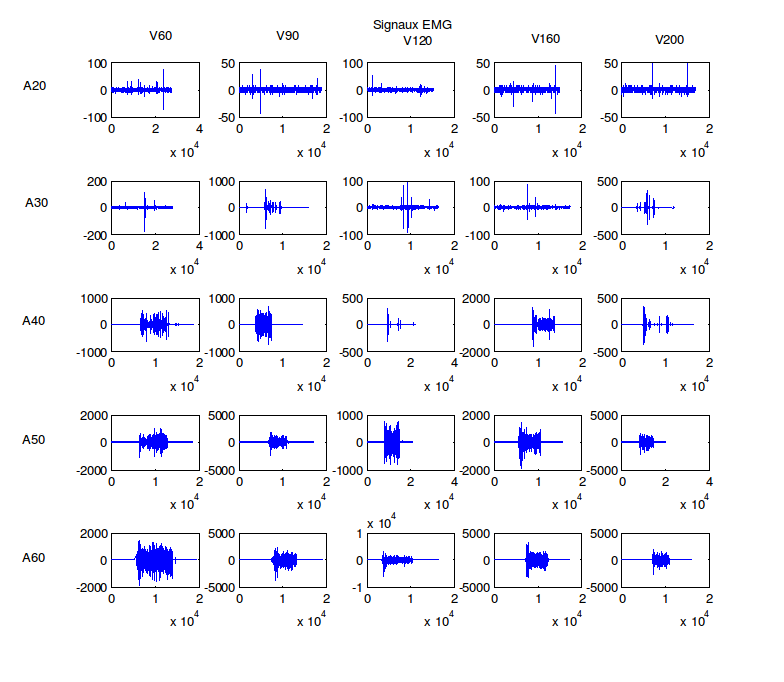 Signaux EMG
V60 V90 V120 V160 V200
100 50 100 50 50
A20 0 0 0 0 0
-100 -50 -100 -50 -50
0 2 4 0 1 2 0 1 2 0 1 2 0 1 2
x 10^4 x 10^4 x 10^4 x 10^4 x 10^4
200 1000 100 100 500
A30 0 0 0 0 0
-200 -1000 -100 -100 -500
0 2 4 0 1 2 0 2 4 0 1 2 0 1 2
x 10^4 x 10^4 x 10^4 x 10^4 x 10^4
1000 1000 500 2000 500
A40 0 0 0 0 0
-1000 -1000 -500 -2000 -500
0 1 2 0 1 2 0 2 4 0 1 2 0 1 2
x 10^4 x 10^4 x 10^4 x 10^4 x 10^4
2000 5000 1000 2000 5000
A50 0 0 0 0 0
-2000 -5000 -1000 -2000 -5000
0 1 2 0 1 2 0 2 4 0 1 2 0 2 4
x 10^4 x 10^4 x 10^4 x 10^4 x 10^4
x 10^4
2000 5000 1 5000 5000
A60 0 0 0 0 0
-2000 -5000 -1 -5000 -5000
0 1 2 0 1 2 0 1 2 0 1 2 0 1 2
x 10^4 x 10^4 x 10^4 x 10^4 x 10^4